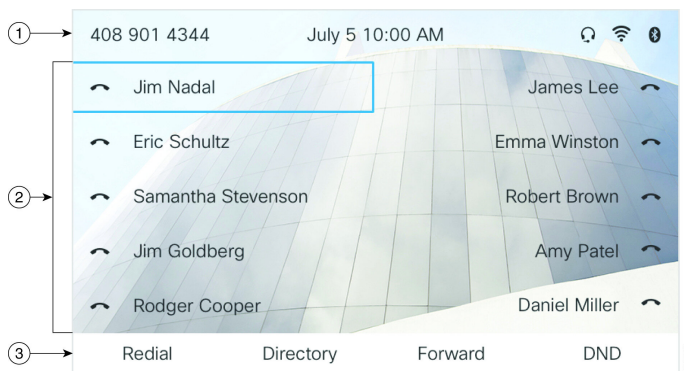 1
408 901 4344 July 5 10:00 AM
2
Jim Nadal James Lee
Eric Schultz Emma Winston
Samantha Stevenson Robert Brown
Jim Goldberg Amy Patel
Rodger Cooper Daniel Miller
3
Redial Directory Forward DND